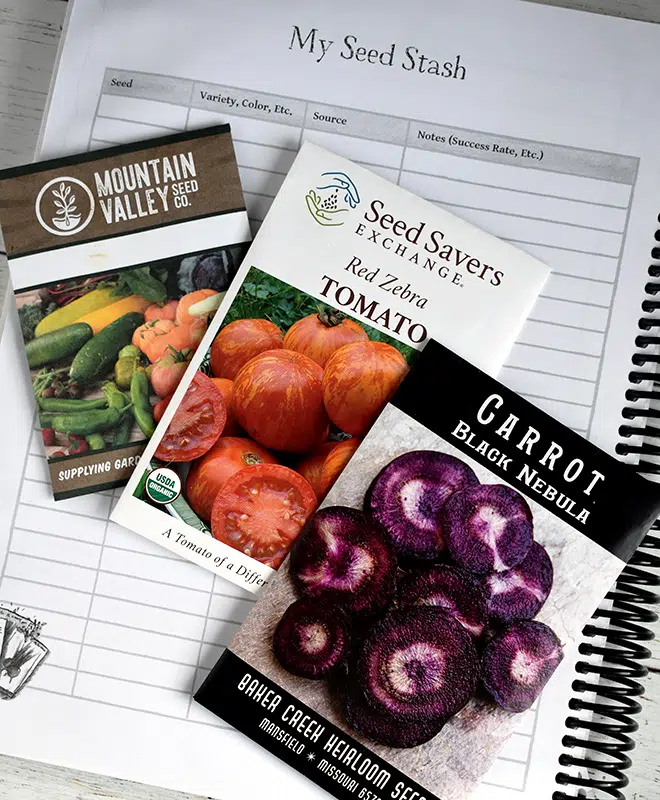 My Seed Stash
Seed
Variety, Color, Etc.
Source
Notes (Success Rate, Etc.)
MOUNTAIN
VALLEY SEED CO.
SUPPLYING GARD
Seed Savers
EXCHANGE®
Red Zebra
TOMATO
USDA
ORGANIC
A Tomato of a Differ
CARROT
BLACK NEBULA
BAKER CREEK HEIRLOOM SEE
MANSFIELD * MISSOURI 657